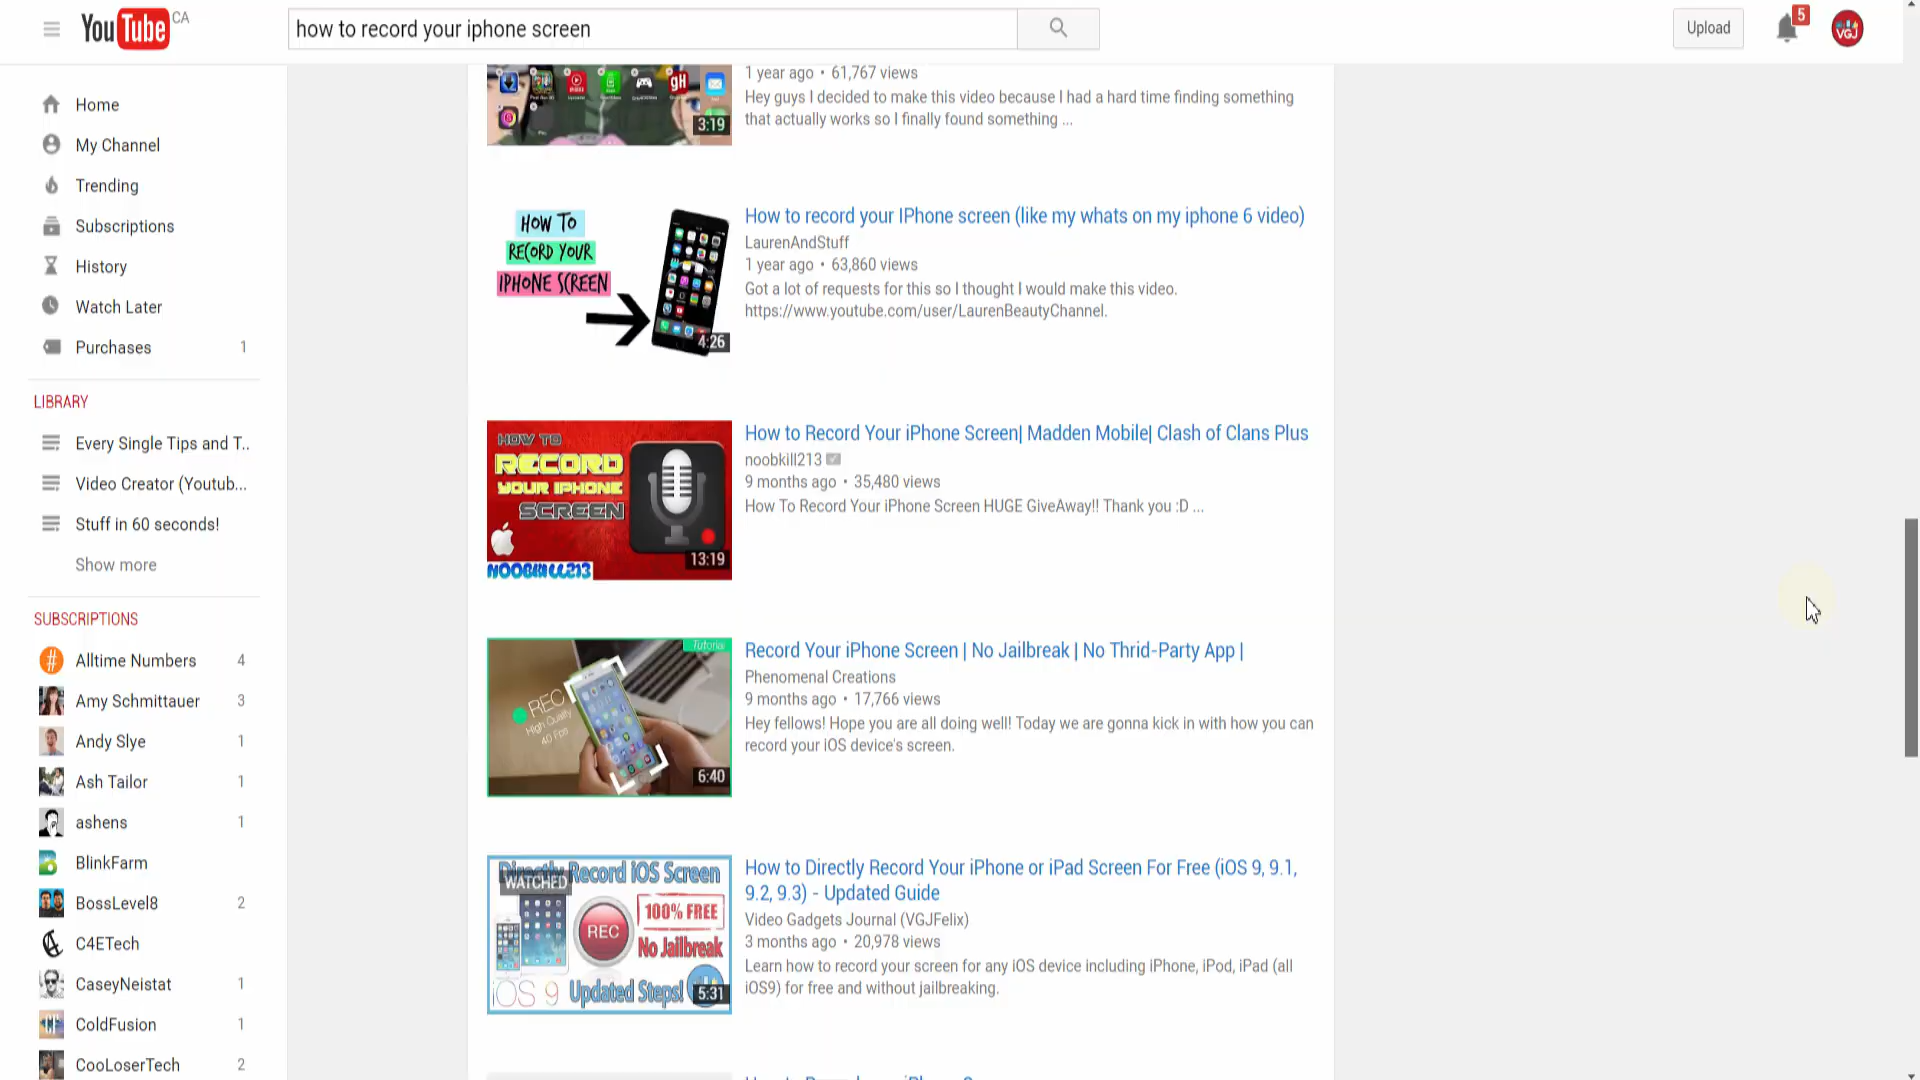 You Tube CA
how to record your iphone screen
Upload
5
VGJ
Home
My Channel
Trending
Subscriptions
History
Watch Later
Purchases 1
LIBRARY
Every Single Tips and T..
Video Creator (Youtub...
Stuff in 60 seconds!
Show more
SUBSCRIPTIONS
Alltime Numbers 4
Amy Schmittauer 3
Andy Slye 1
Ash Tailor 1
ashens 1
BlinkFarm
BossLevel8 2
C4ETech
CaseyNeistat 1
ColdFusion 1
CooLoserTech 2
gH
3:19
1 year ago • 61,767 views
Hey guys I decided to make this video because I had a hard time finding something
that actually works so I finally found something ...
HOW TO
RECORD YOUR
IPHONE SCREEN
4:26
How to record your IPhone screen (like my whats on my iphone 6 video)
LaurenAndStuff
1 year ago • 63,860 views
Got a lot of requests for this so I thought I would make this video.
https://www.youtube.com/user/LaurenBeautyChannel.
HOW TO
RECORD
YOUR IPHONE
SCREEN
NOOBKILL213
13:19
How to Record Your iPhone Screen| Madden Mobile| Clash of Clans Plus
noobkill213
9 months ago • 35,480 views
How To Record Your iPhone Screen HUGE GiveAway!! Thank you :D ...
Tutorial
REC
High Quality
40 Fps
6:40
Record Your iPhone Screen | No Jailbreak | No Thrid-Party App |
Phenomenal Creations
9 months ago • 17,766 views
Hey fellows! Hope you are all doing well! Today we are gonna kick in with how you can
record your iOS device's screen.
Directly Record iOS Screen
WATCHED
100% FREE
REC
No Jailbreak
iOS 9 Updated Steps!
5:31
How to Directly Record Your iPhone or iPad Screen For Free (iOS 9, 9.1,
9.2, 9.3) - Updated Guide
Video Gadgets Journal (VGJFelix)
3 months ago • 20,978 views
Learn how to record your screen for any iOS device including iPhone, iPod, iPad (all
iOS9) for free and without jailbreaking.